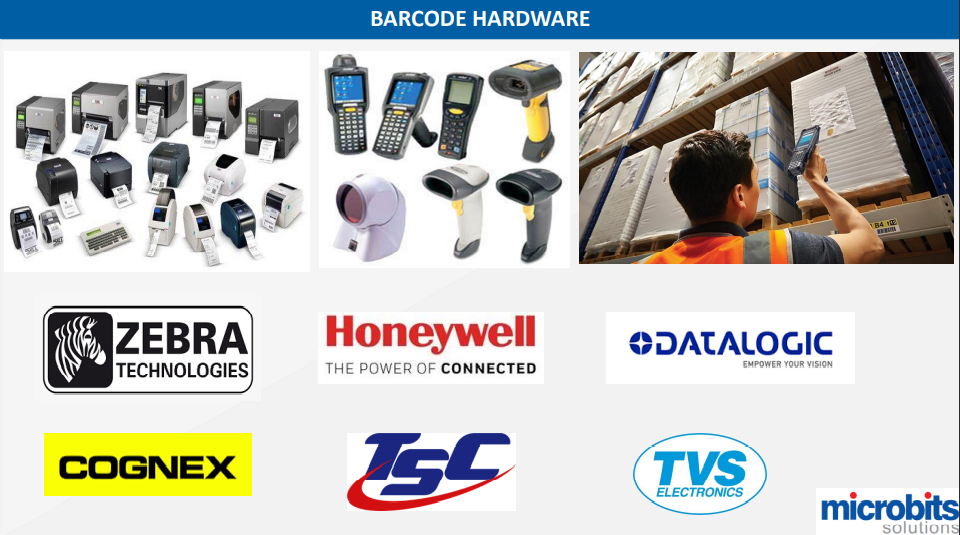 BARCODE HARDWARE
ZEBRA
TECHNOLOGIES
Honeywell
THE POWER OF CONNECTED
DATALOGIC
EMPOWER YOUR VISION
COGNEX
TSC
TVS
ELECTRONICS
microbits
solutions